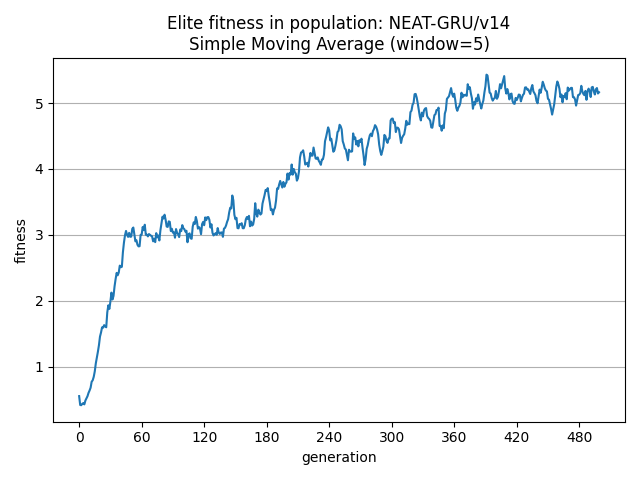 Elite fitness in population: NEAT-GRU/v14
Simple Moving Average (window=5)
fitness
5
4
3
2
1
0 60 120 180 240 300 360 420 480
generation